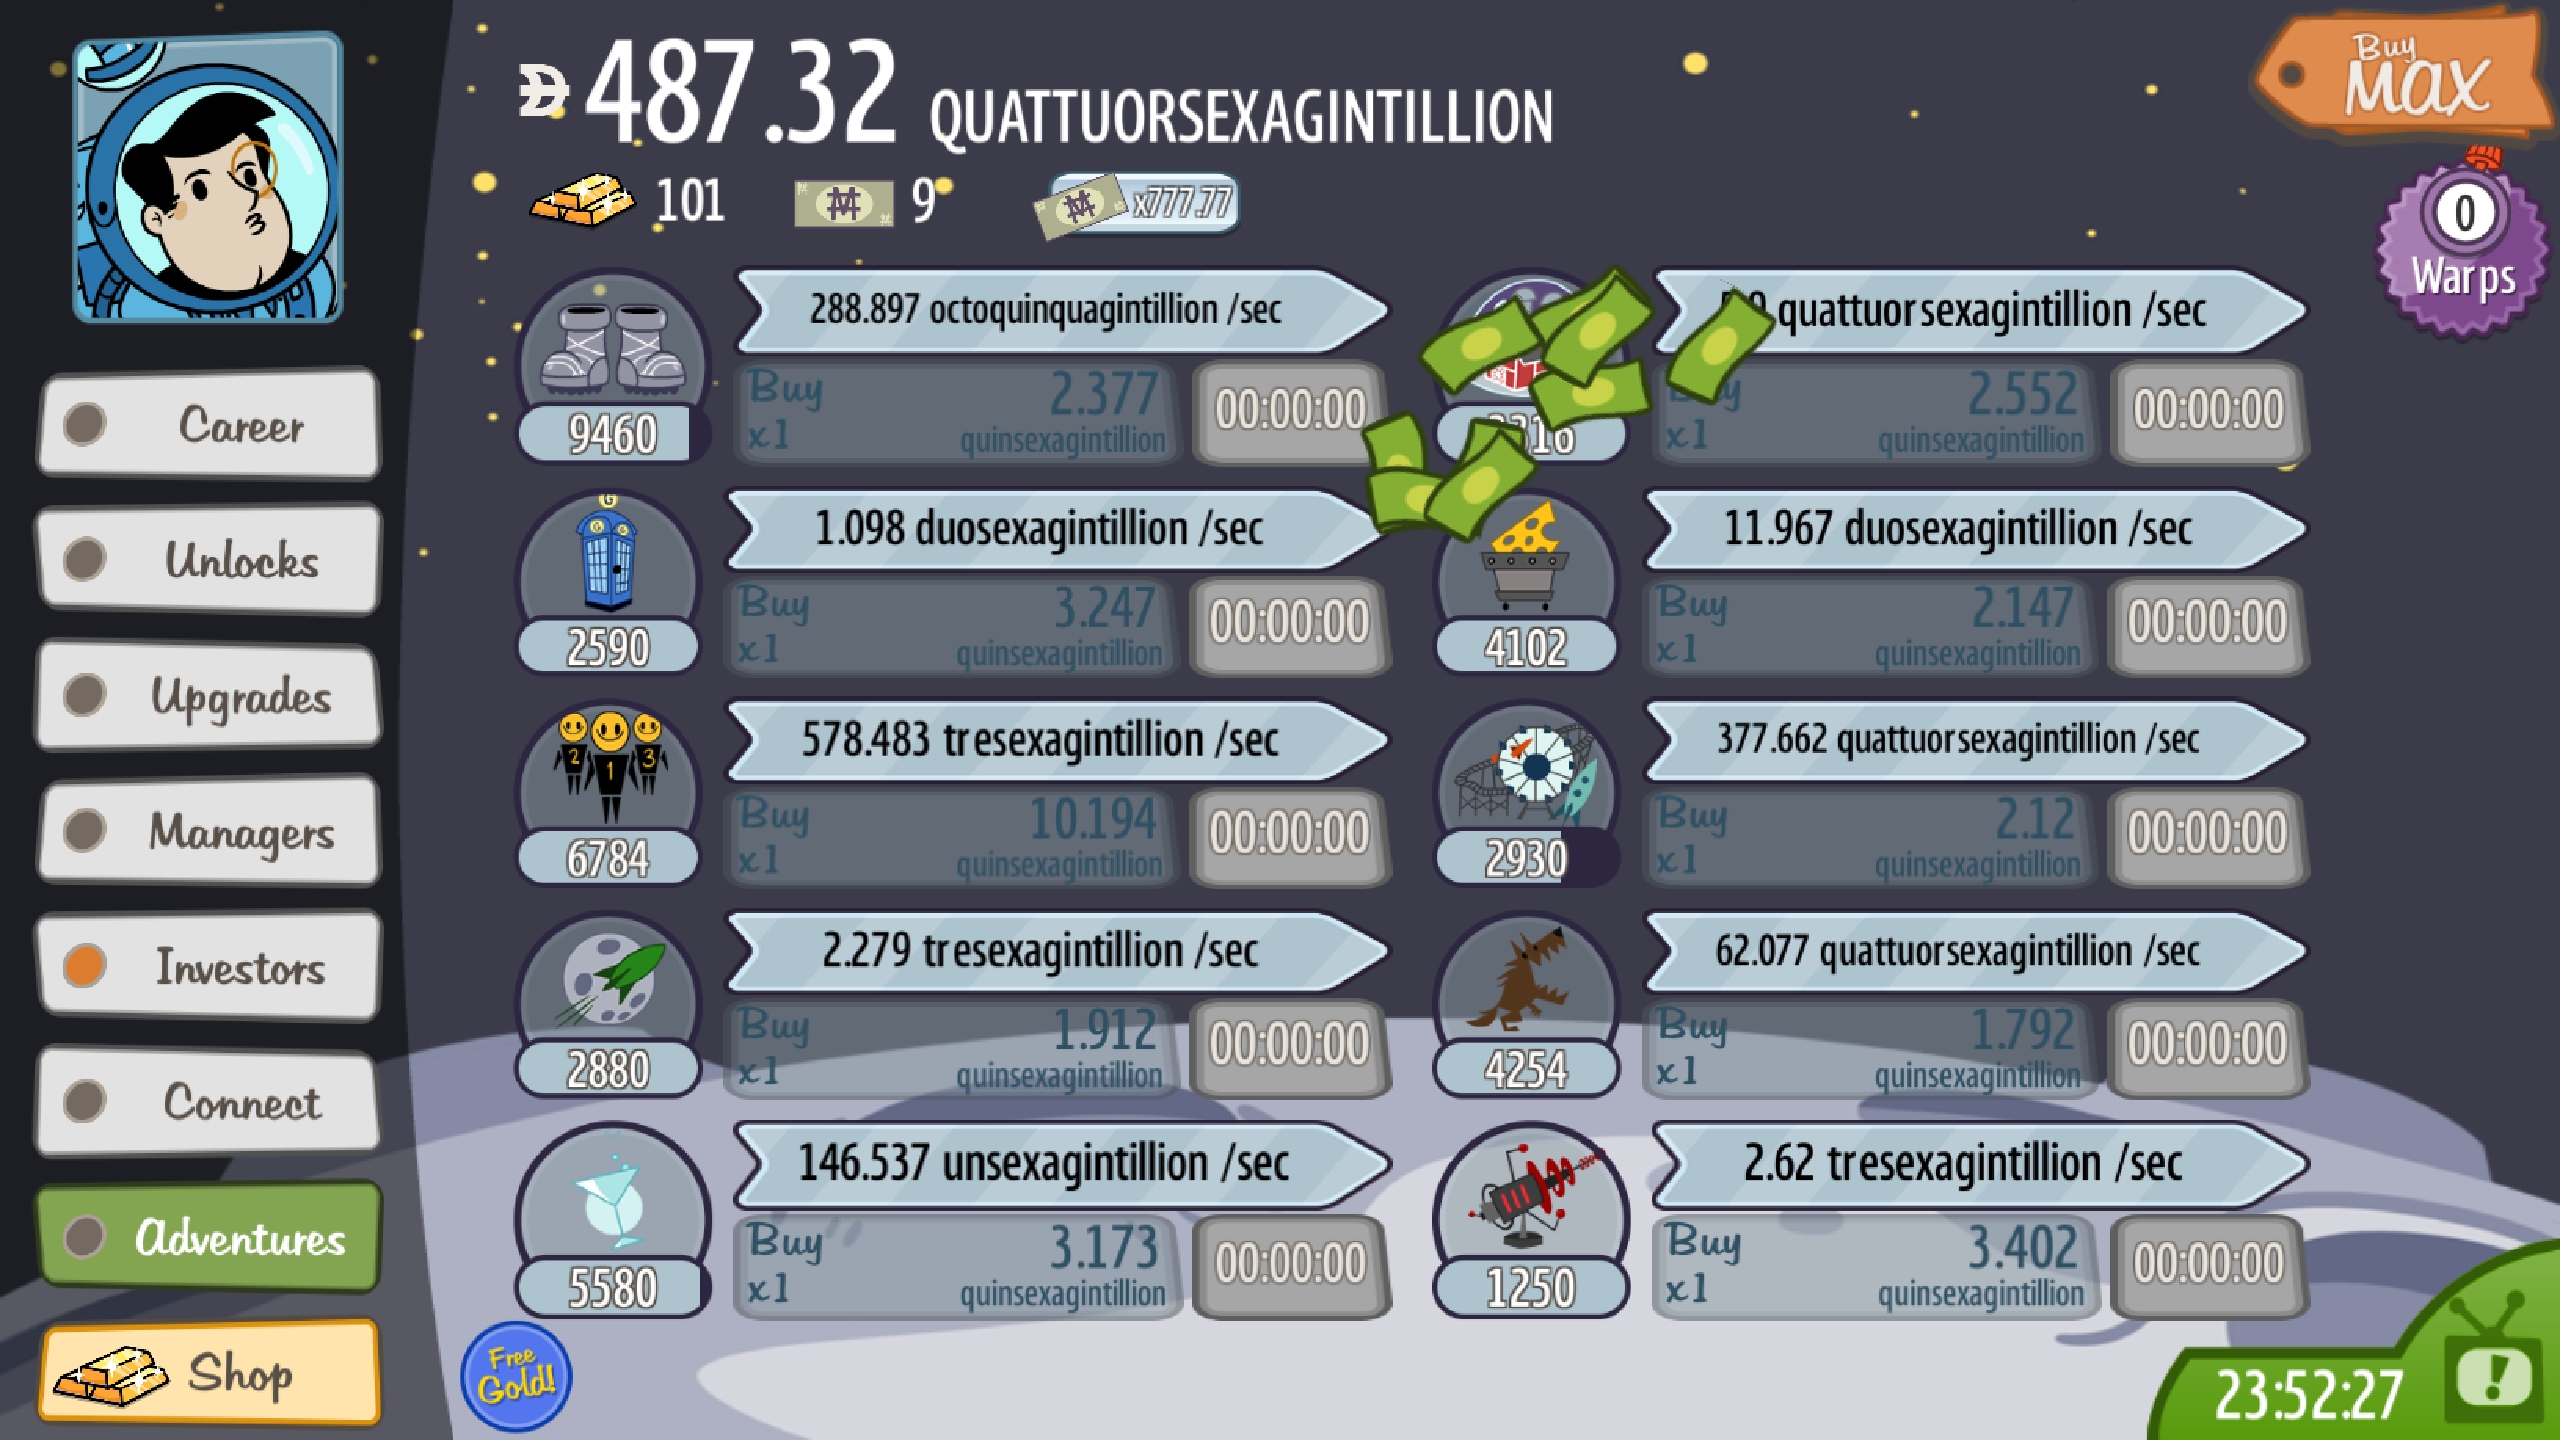 487.32 QUATTUORSEXAGINTILLION
Buy
MAX
101
9
x777.77
0
Warps
288.897 octoquinquagintillion /sec
Buy
x1
2.377
quinsexagintillion
00:00:00
9460
quattuorsexagintillion /sec
x1
2.552
quinsexagintillion
00:00:00
G
1.098 duosexagintillion /sec
Buy
x1
3.247
quinsexagintillion
00:00:00
2590
11.967 duosexagintillion /sec
Buy
x1
2.147
quinsexagintillion
00:00:00
4102
2 1 3
578.483 tresexagintillion /sec
Buy
x1
10.194
quinsexagintillion
00:00:00
6784
377.662 quattuorsexagintillion /sec
Buy
x1
2.12
quinsexagintillion
00:00:00
2930
2.279 tresexagintillion /sec
Buy
x1
1.912
quinsexagintillion
00:00:00
2880
62.077 quattuorsexagintillion /sec
Buy
x1
1.792
quinsexagintillion
00:00:00
4254
146.537 unsexagintillion /sec
Buy
x1
3.173
quinsexagintillion
00:00:00
5580
2.62 tresexagintillion /sec
Buy
x1
3.402
quinsexagintillion
00:00:00
1250
Career
Unlocks
Upgrades
Managers
Investors
Connect
Adventures
Shop
Free
Gold!
23:52:27
!